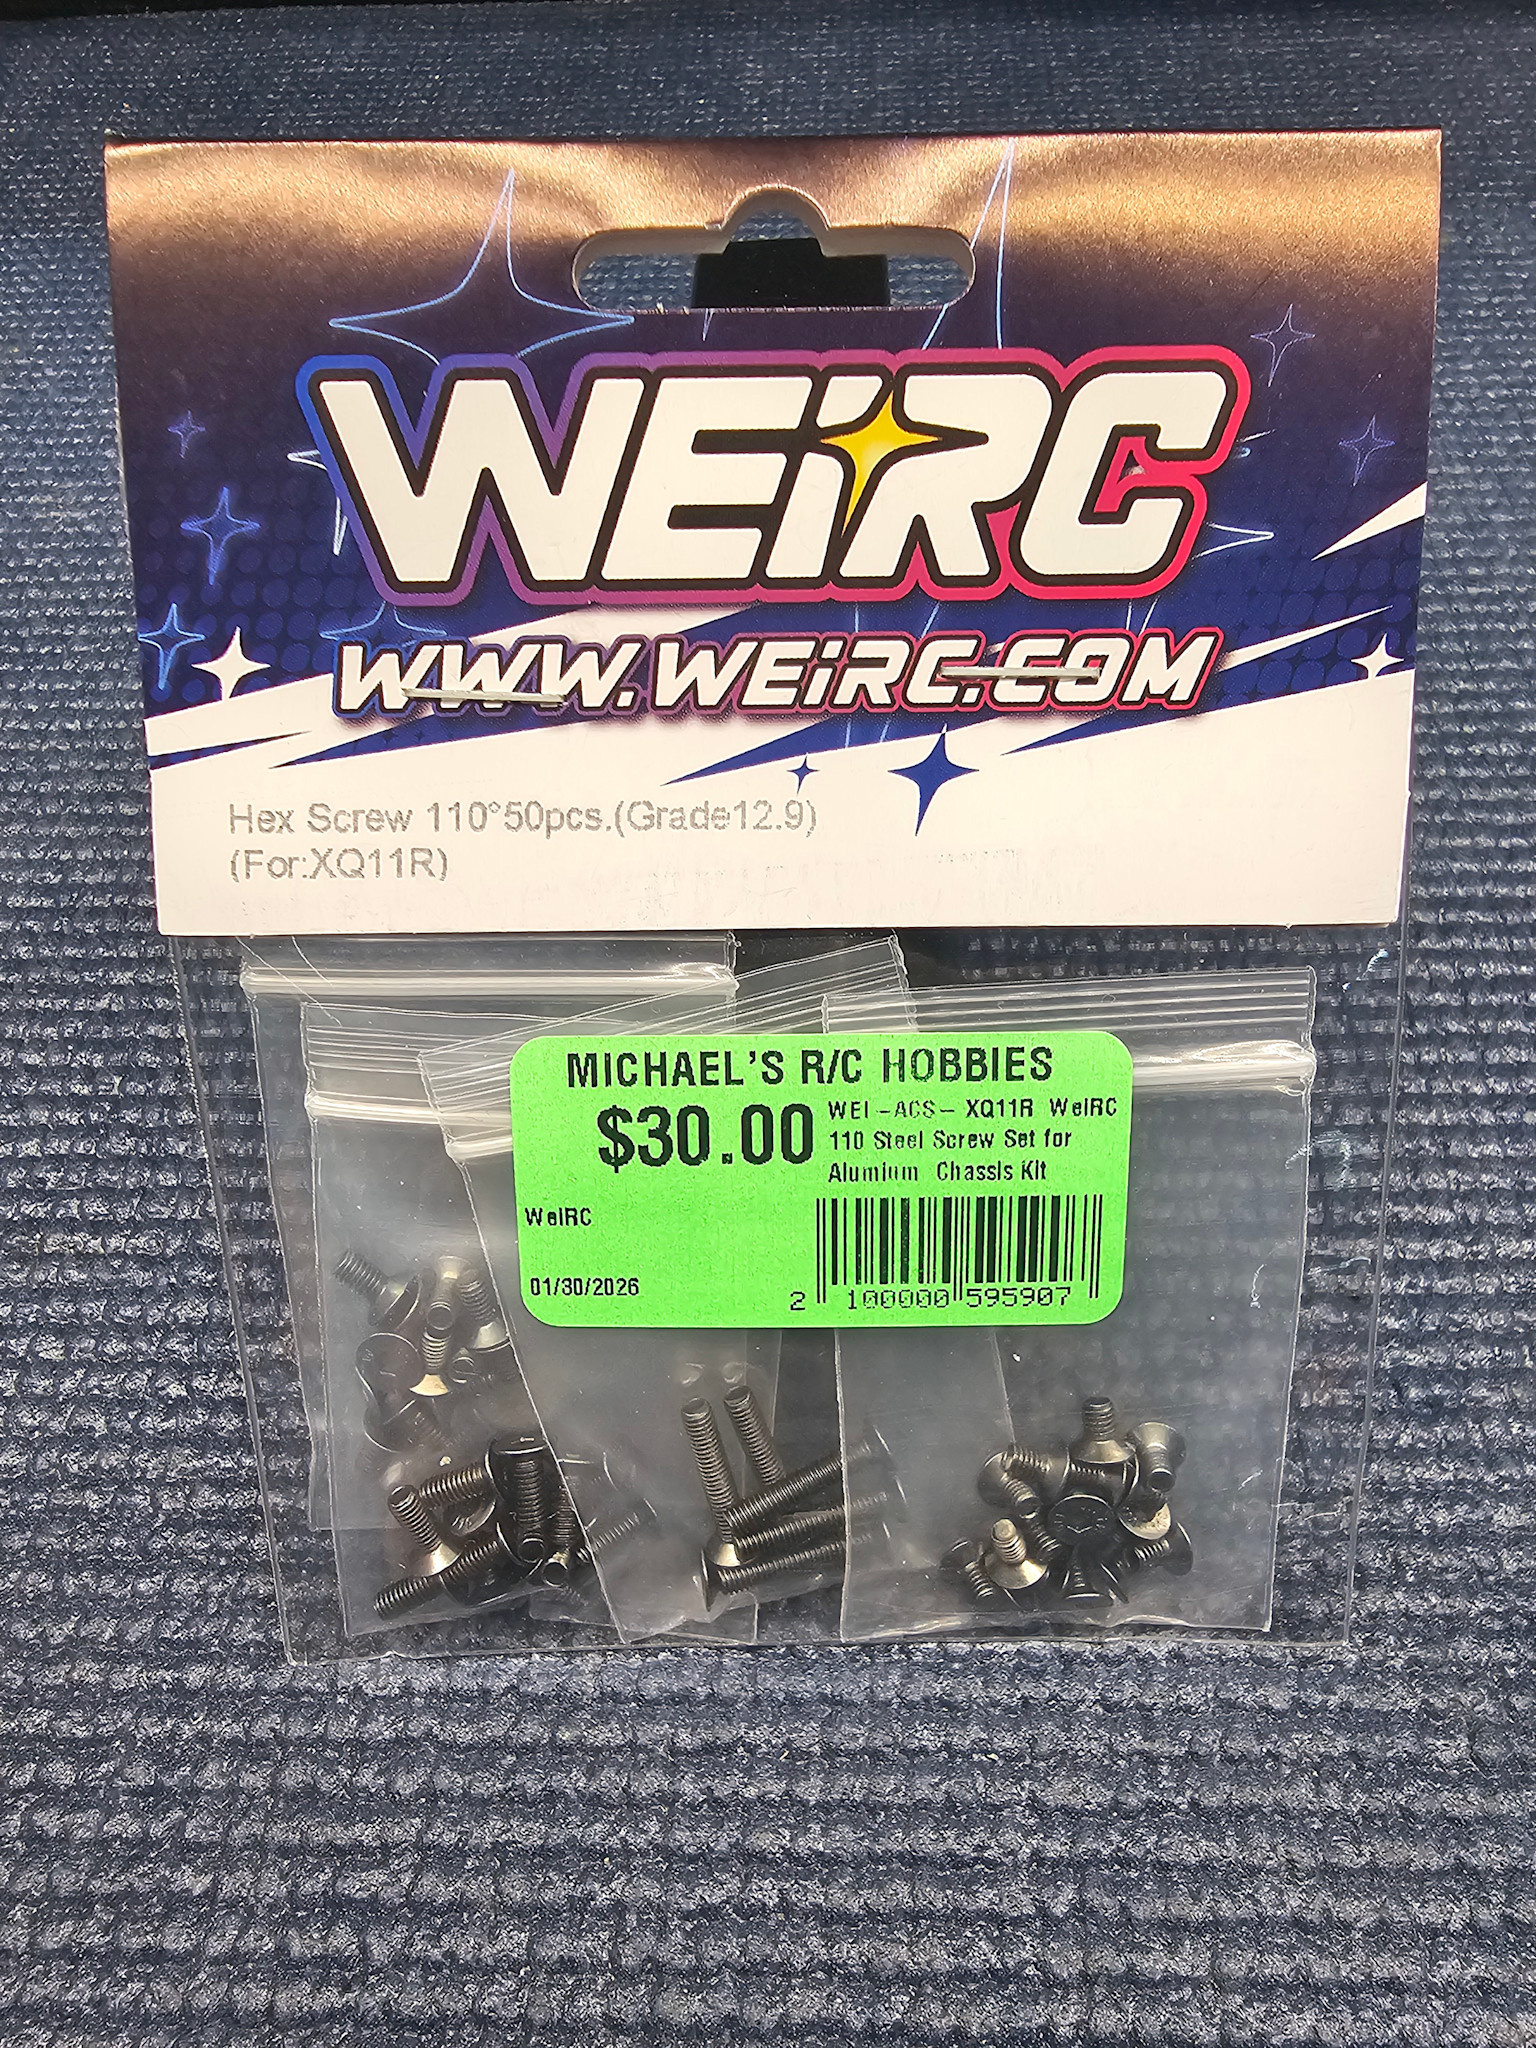 WEiRC
WWW.WEiRC.COM
Hex Screw 110°50pcs.(Grade12.9)
(For:XQ11R)
MICHAEL'S R/C HOBBIES
$30.00
WEI-ACS- XQ11R WeiRC
110 Steel Screw Set for
Alumium Chassis Kit
WeiRC
01/30/2026
2 100000 595907